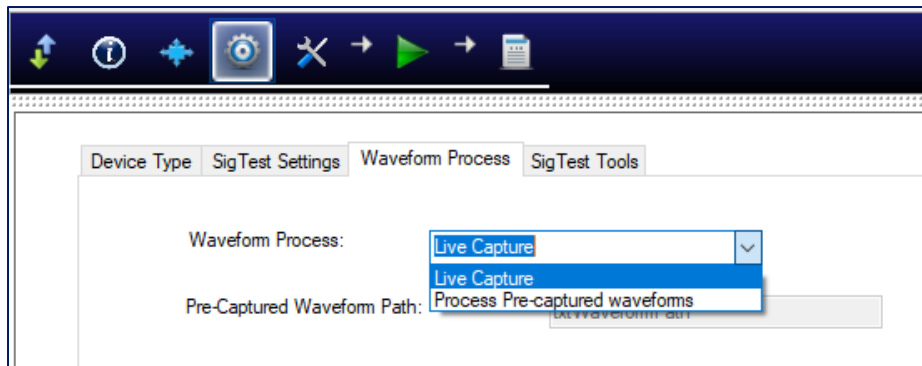 Device Type SigTest Settings Waveform Process SigTest Tools
Waveform Process: Live Capture
Live Capture
Pre-Captured Waveform Path: Process Pre-captured waveforms